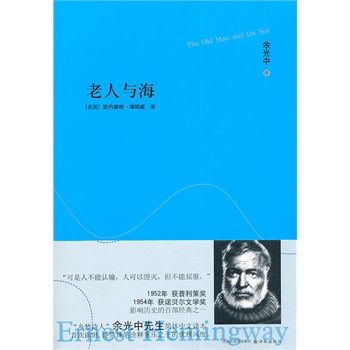 The Old Man and the Sea
余光中
译
老人与海
[美国] 欧内斯特·海明威 著
“可是人不能认输，人可以毁灭，但不能屈服。”
1952年 获普利策奖
1954年 获诺贝尔文学奖
影响历史的百部经典之一
Ernest Hemingway
余光中先生